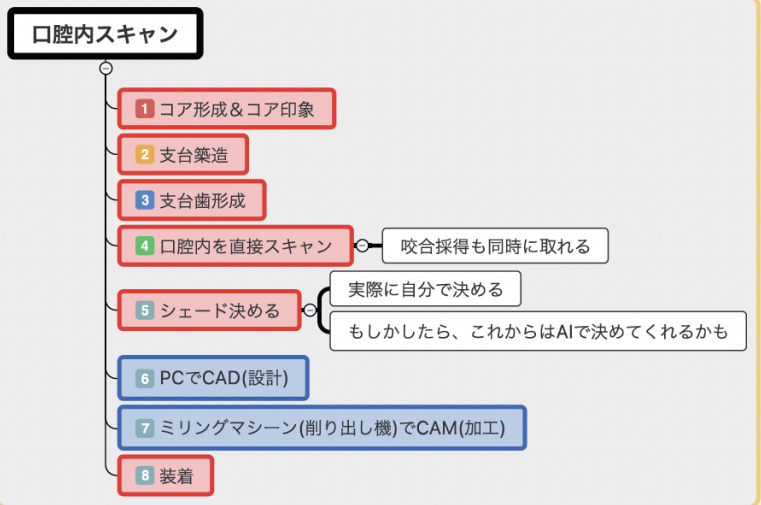 口腔内スキャン
1 コア形成＆コア印象
2 支台築造
3 支台歯形成
4 口腔内を直接スキャン
咬合採得も同時に取れる
5 シェード決める
実際に自分で決める
もしかしたら、これからはAIで決めてくれるかも
6 PCでCAD(設計)
7 ミリングマシーン(削り出し機)でCAM(加工)
8 装着